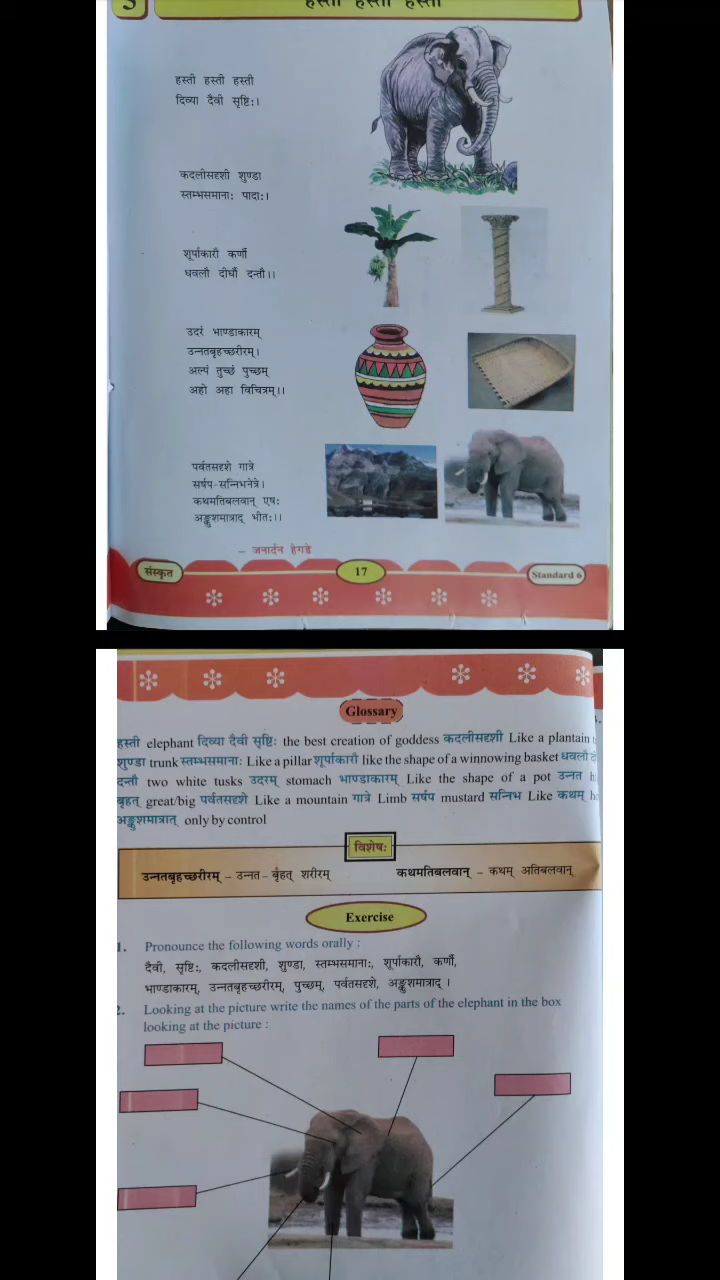 5
हस्ती हस्ती हस्ती
हस्ती हस्ती हस्ती
दिव्या दैवी सृष्टिः।
कदलीसदृशी शुण्डा
स्तम्भसमानाः पादाः।
शूर्पाकारौ कर्णौ
धवलौ दीर्घौ दन्तौ।।
उदरं भाण्डाकारम्
उन्नतबृहच्छरीरम्।
अल्पं तुच्छं पुच्छम्
अहो अहा विचित्रम्।।
पर्वतसदृशे गात्रे
सर्षप-सन्निभनेत्रे।
कथमतिबलवान् एषः
अङ्कुशमात्राद् भीतः।।
– जनार्दन हेगडे
संस्कृत
17
Standard 6
Glossary
हस्ती elephant दिव्या दैवी सृष्टिः the best creation of goddess कदलीसदृशी Like a plantain
शुण्डा trunk स्तम्भसमानाः Like a pillar शूर्पाकारौ like the shape of a winnowing basket धवलौ
दन्तौ two white tusks उदरम् stomach भाण्डाकारम् Like the shape of a pot उन्नत
बृहत् great/big पर्वतसदृशे Like a mountain गात्रे Limb सर्षप mustard सन्निभ Like कथम्
अङ्कुशमात्रात् only by control
विशेषः
उन्नतबृहच्छरीरम् – उन्नत– बृंहत् शरीरम् कथमतिबलवान् – कथम् अतिबलवान्
Exercise
1. Pronounce the following words orally :
दैवी, सृष्टिः, कदलीसदृशी, शुण्डा, स्तम्भसमानाः, शूर्पाकारौ, कर्णौ,
भाण्डाकारम्, उन्नतबृहच्छरीरम्, पुच्छम्, पर्वतसदृशे, अङ्कुशमात्राद् ।
2. Looking at the picture write the names of the parts of the elephant in the box
looking at the picture :